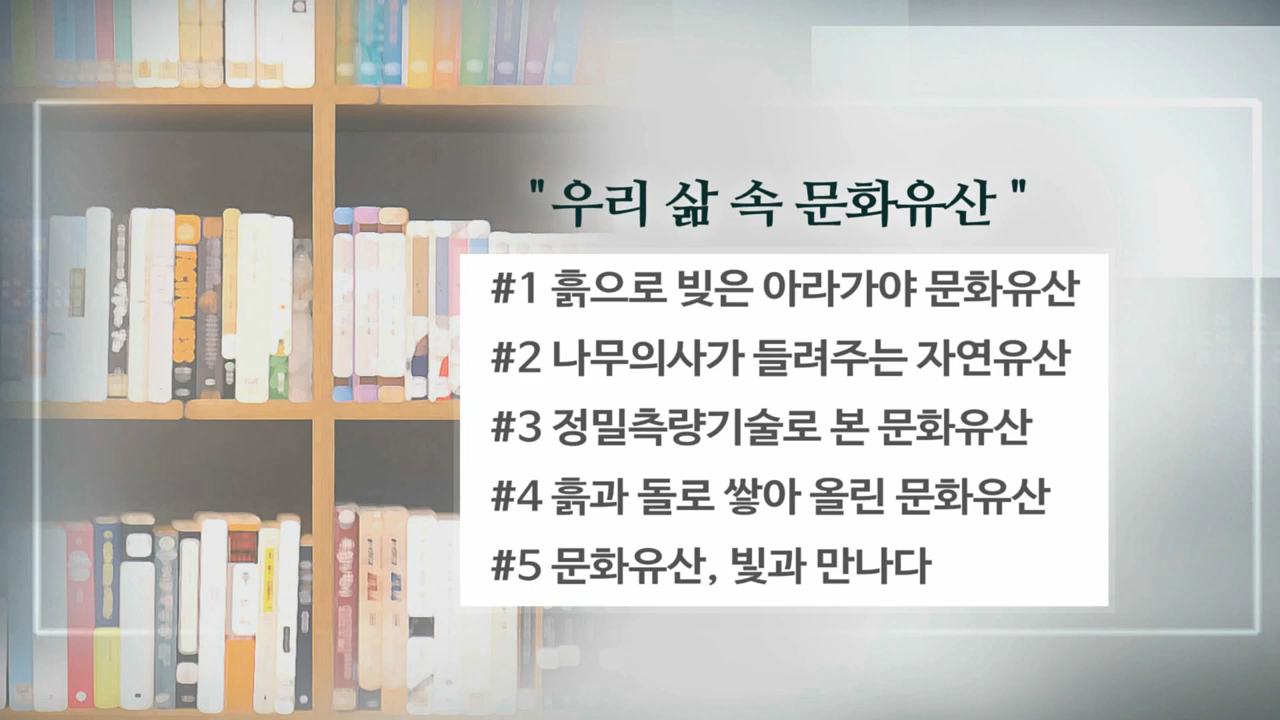 "우리 삶 속 문화유산"
#1 흙으로 빚은 아라가야 문화유산
#2 나무의사가 들려주는 자연유산
#3 정밀측량기술로 본 문화유산
#4 흙과 돌로 쌓아 올린 문화유산
#5 문화유산, 빛과 만나다